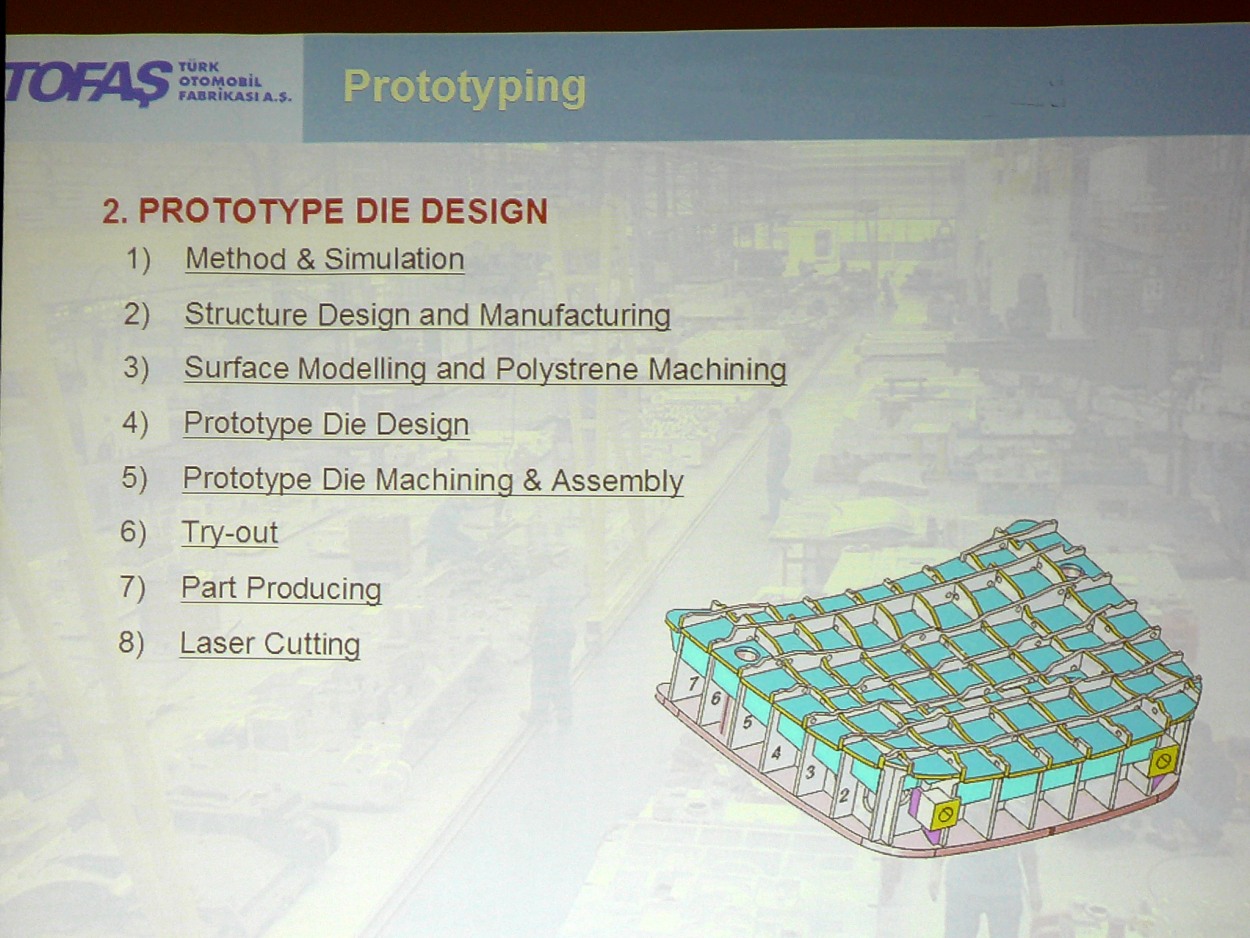 TOFAŞ
TÜRK
OTOMOBİL
FABRİKASI A.Ş.
Prototyping
2. PROTOTYPE DIE DESIGN
1) Method & Simulation
2) Structure Design and Manufacturing
3) Surface Modelling and Polystrene Machining
4) Prototype Die Design
5) Prototype Die Machining & Assembly
6) Try-out
7) Part Producing
8) Laser Cutting
7
6
5
4
3
2